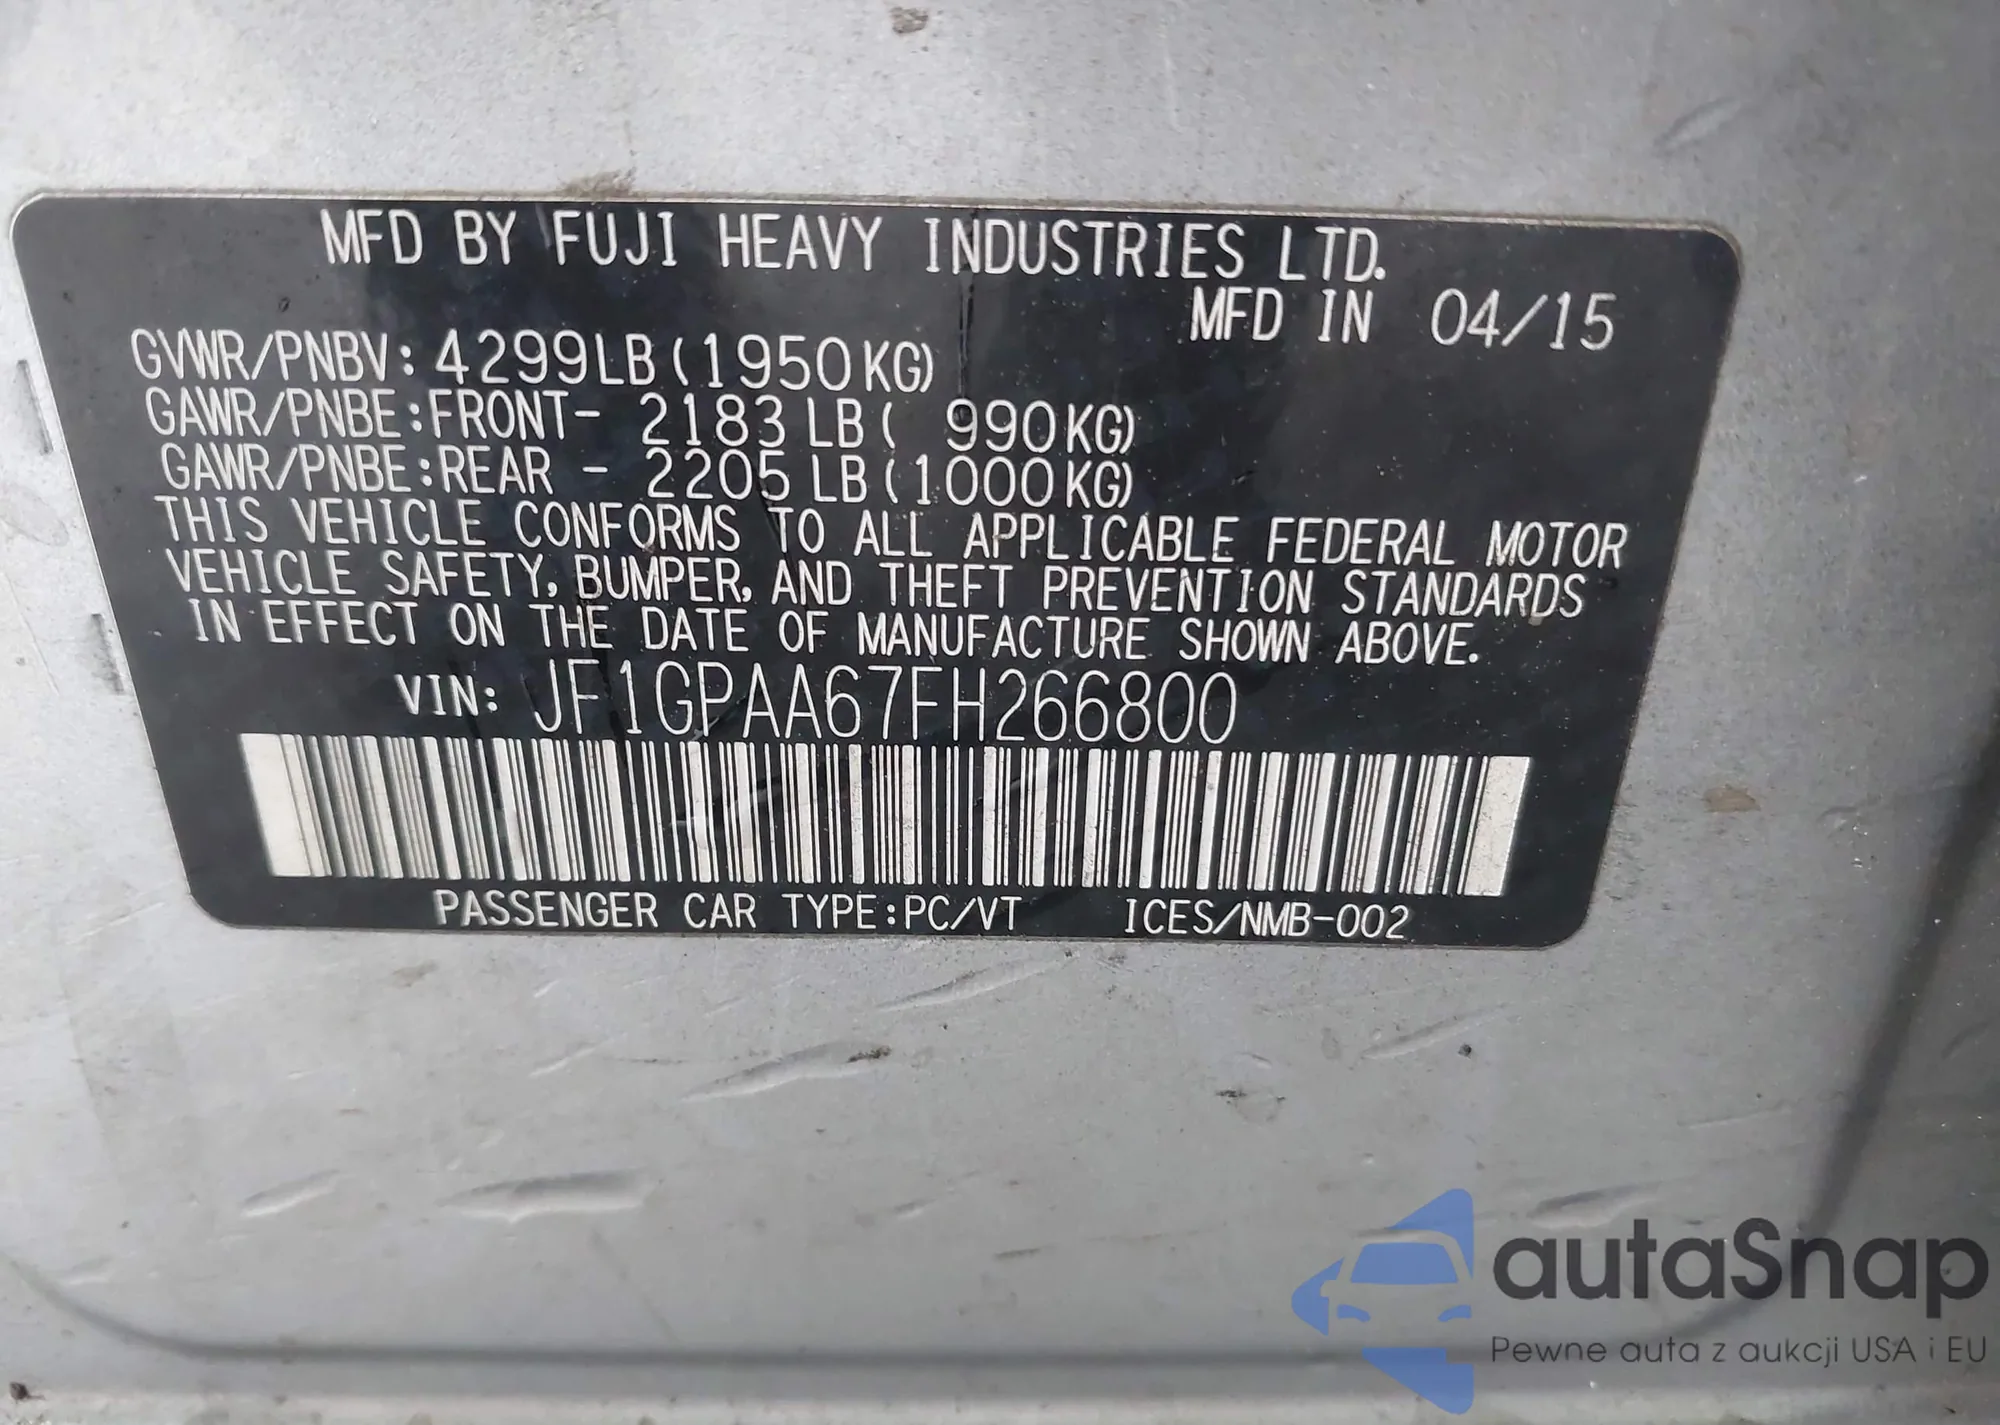 MFD BY FUJI HEAVY INDUSTRIES LTD.
MFD IN 04/15
GVWR/PNBV: 4299LB (1950KG)
GAWR/PNBE:FRONT- 2183 LB ( 990KG)
GAWR/PNBE:REAR - 2205 LB (1000KG)
THIS VEHICLE CONFORMS TO ALL APPLICABLE FEDERAL MOTOR
VEHICLE SAFETY, BUMPER, AND THEFT PREVENTION STANDARDS
IN EFFECT ON THE DATE OF MANUFACTURE SHOWN ABOVE.
VIN: JF1GPAA67FH266800
PASSENGER CAR TYPE:PC/VT ICES/NMB-002
autaSnap
Pewne auta z aukcji USA i EU